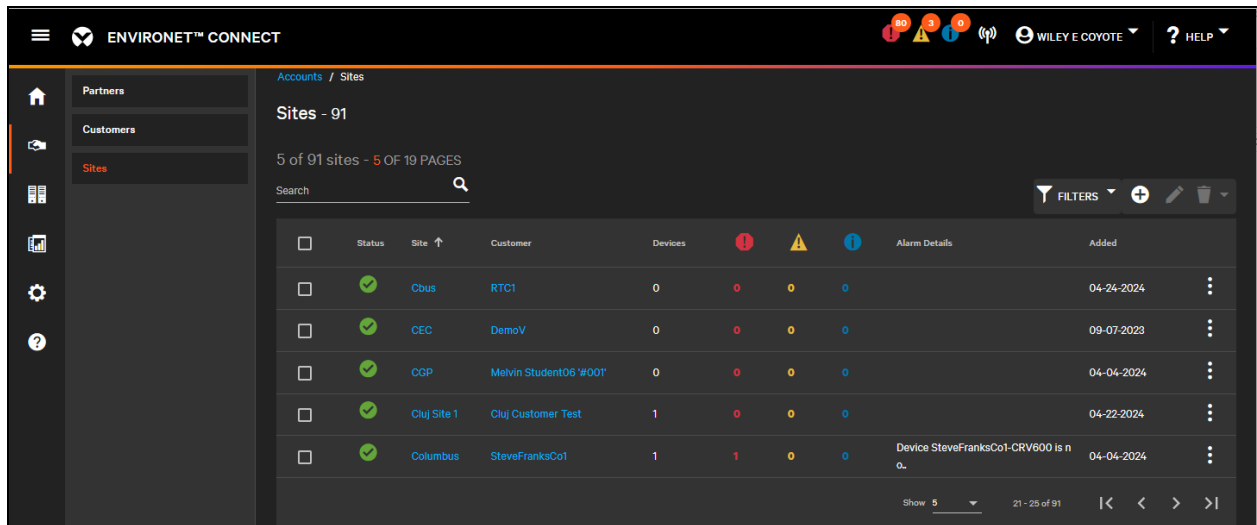 80 3 0
ENVIRONET™ CONNECT WILEY E COYOTE ? HELP
Partners
Customers
Sites
Accounts / Sites
Sites - 91
5 of 91 sites - 5 OF 19 PAGES
Search
FILTERS
Status Site ↑ Customer Devices Alarm Details Added
Cbus RTC1 0 0 0 0 04-24-2024
CEC DemoV 0 0 0 0 09-07-2023
CGP Melvin Student06 '#001' 0 0 0 0 04-04-2024
Cluj Site 1 Cluj Customer Test 1 0 0 0 04-22-2024
Columbus SteveFranksCo1 1 1 0 0 Device SteveFranksCo1-CRV600 is n 04-04-2024
o..
Show 5 21 - 25 of 91